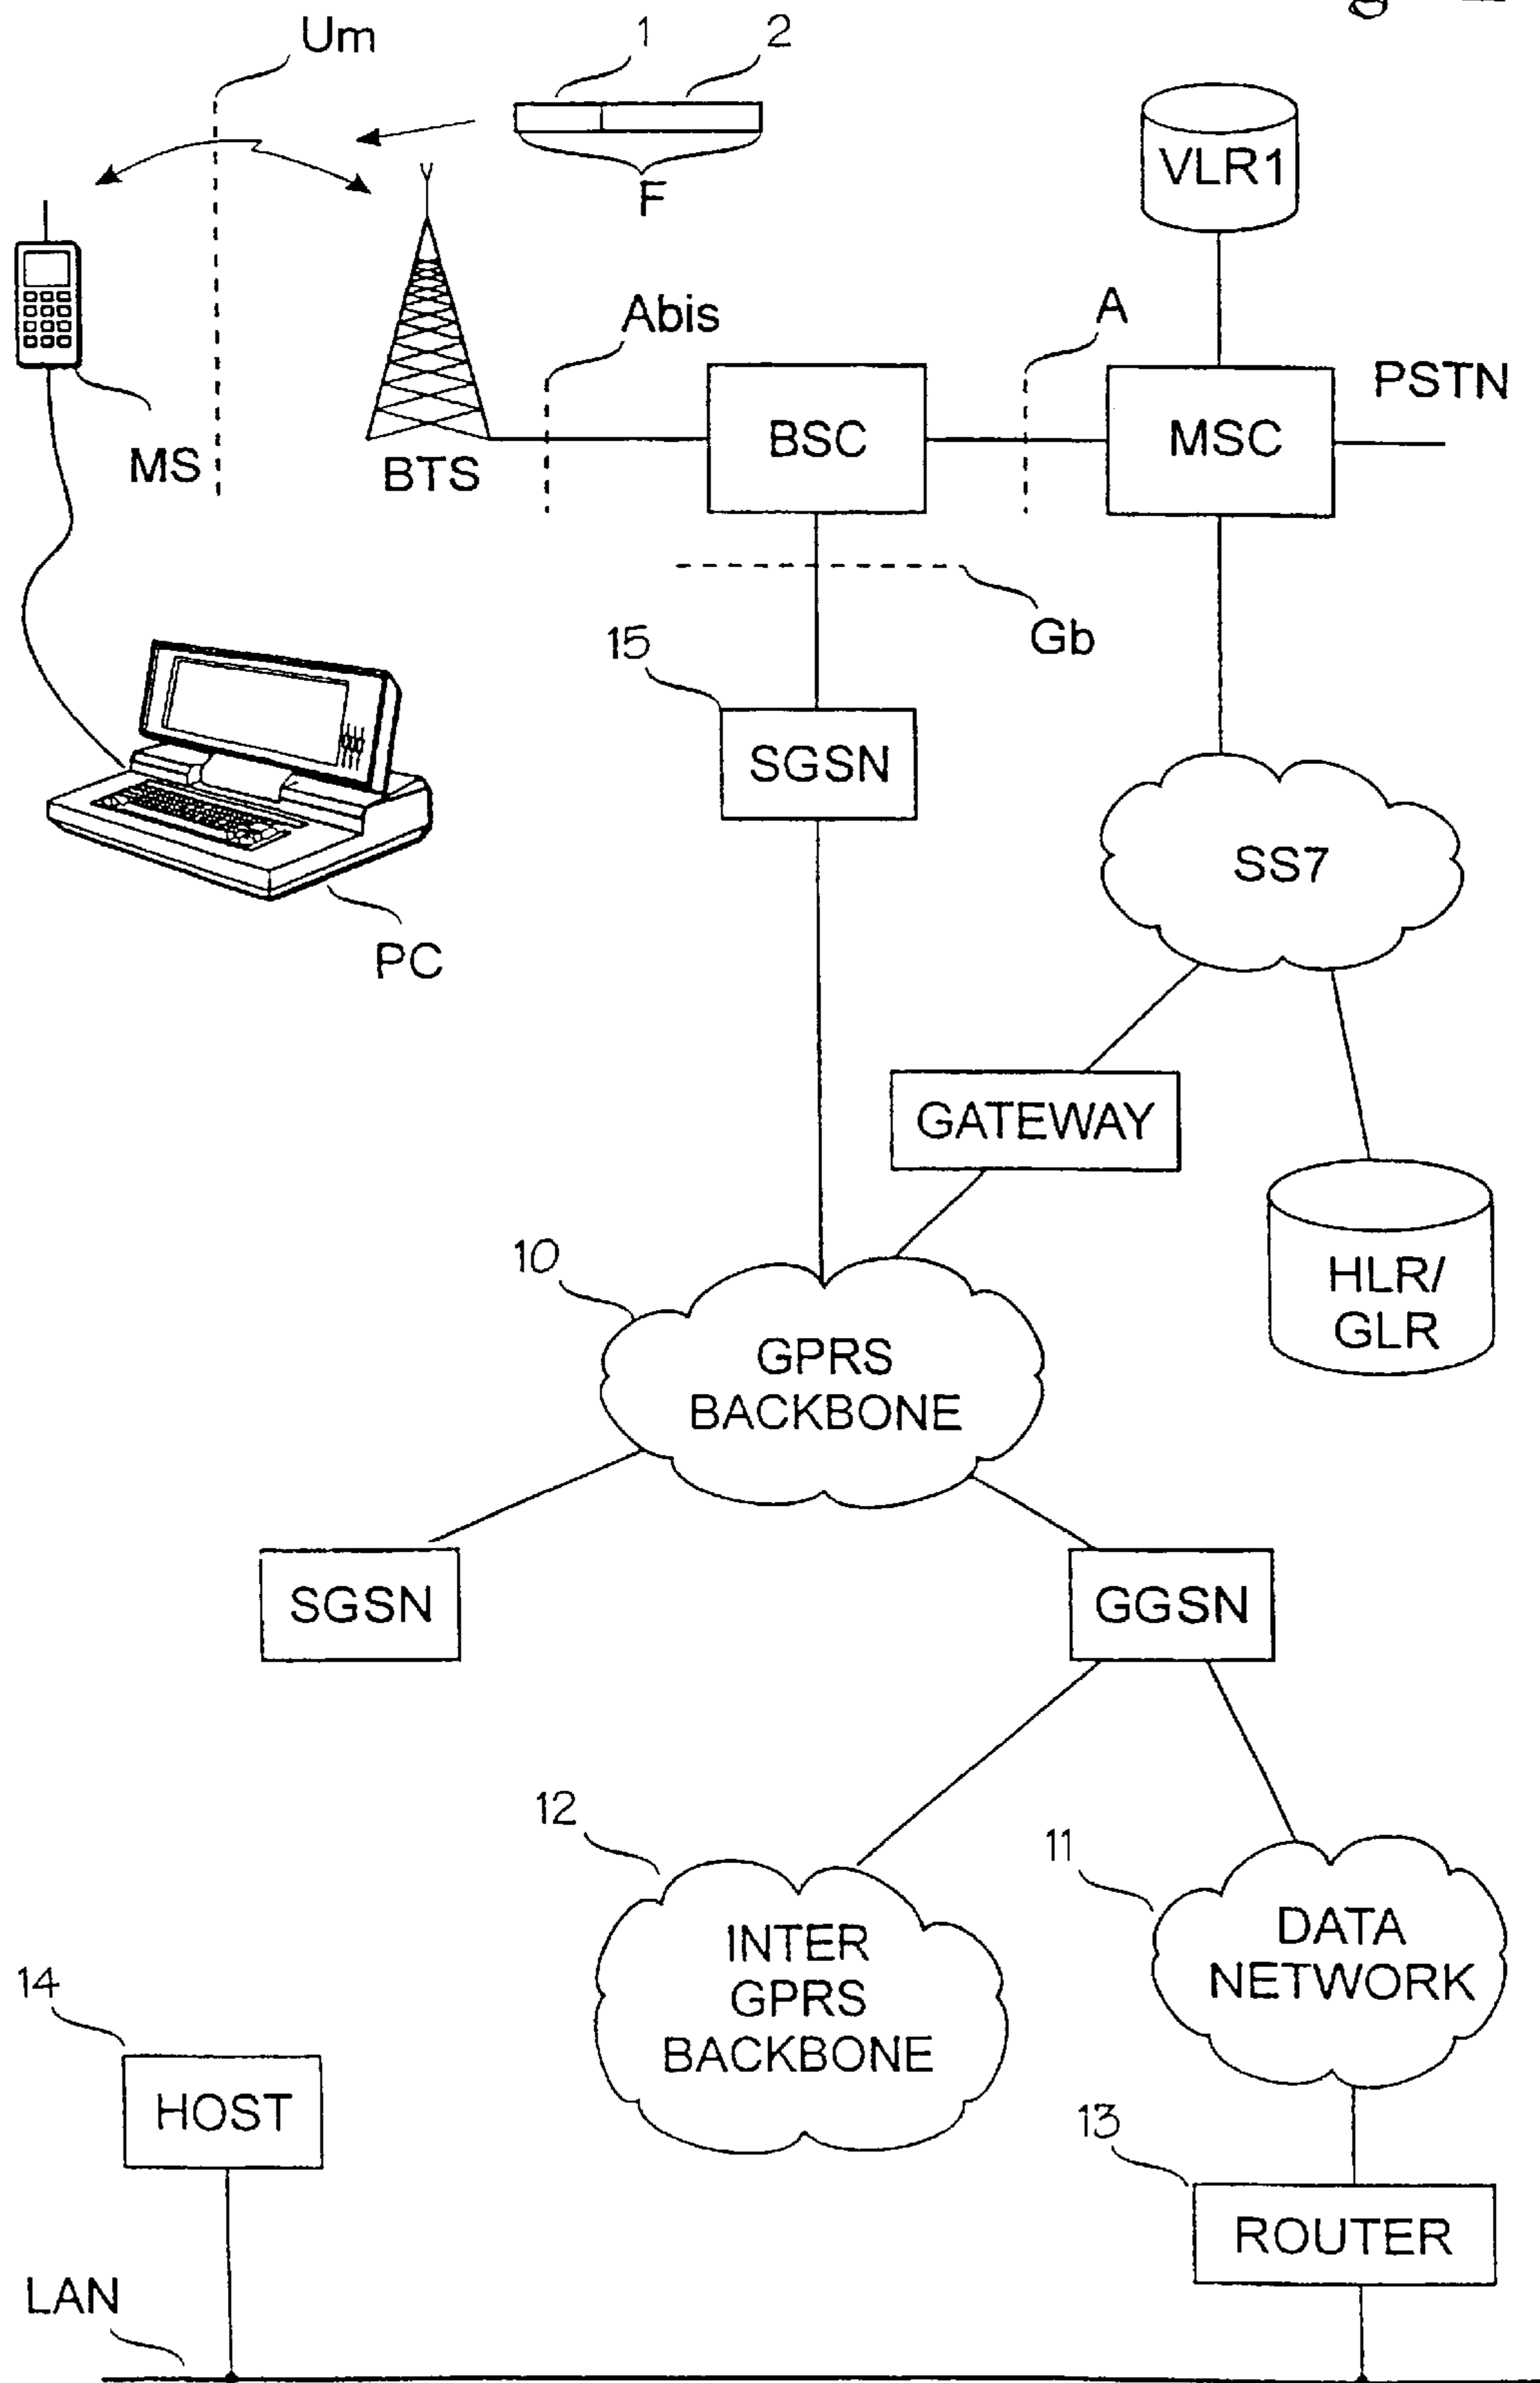 Um
1
2
F
VLR1
MS
BTS
Abis
BSC
A
MSC
PSTN
Gb
15
SGSN
SS7
PC
GATEWAY
HLR/
GLR
10
GPRS
BACKBONE
SGSN
GGSN
12
INTER
GPRS
BACKBONE
11
DATA
NETWORK
14
HOST
13
ROUTER
LAN